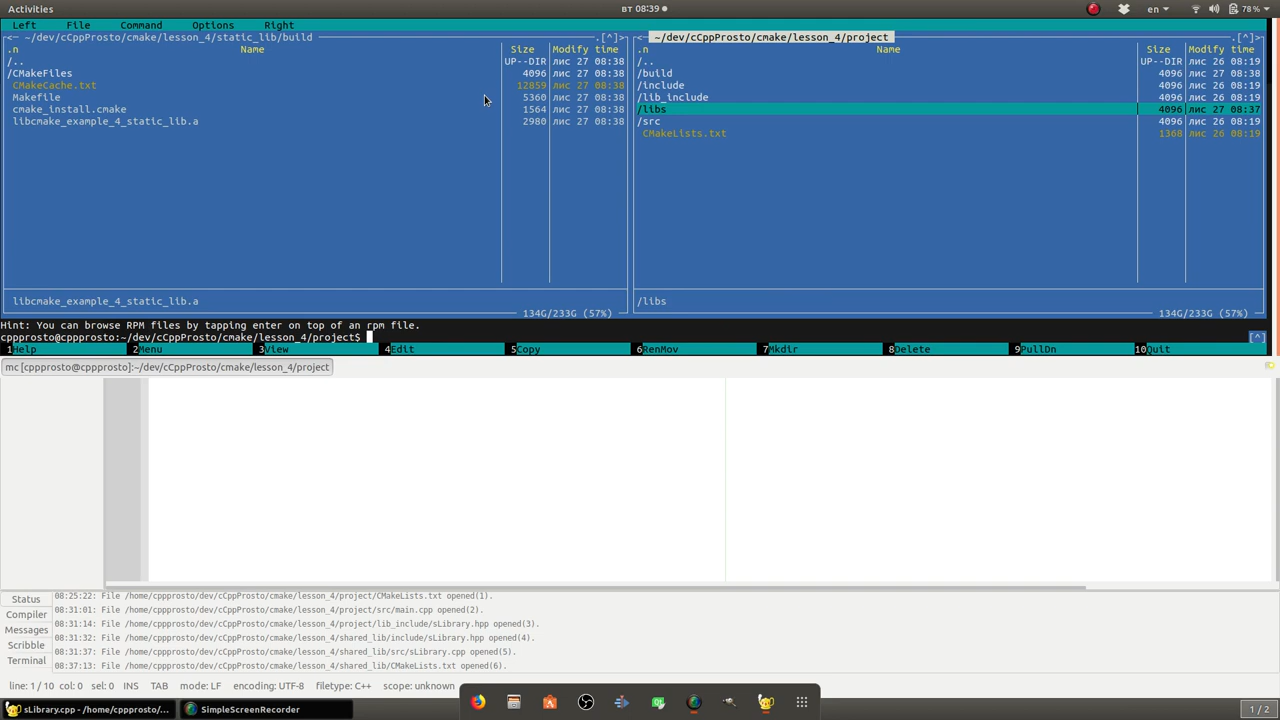 Activities
вт 08:39
en
78%
Left File Command Options Right
<─ ~/dev/cCppProsto/cmake/lesson_4/static_lib/build .[^]>
.n Name Size Modify time
/.. UP--DIR лис 27 08:38
/CMakeFiles 4096 лис 27 08:38
CMakeCache.txt 12859 лис 27 08:38
Makefile 5360 лис 27 08:38
cmake_install.cmake 1564 лис 27 08:38
libcmake_example_4_static_lib.a 2980 лис 27 08:38
libcmake_example_4_static_lib.a
134G/233G (57%)
<─ ~/dev/cCppProsto/cmake/lesson_4/project .[^]>
.n Name Size Modify time
/.. UP--DIR лис 26 08:19
/build 4096 лис 26 08:19
/include 4096 лис 26 08:19
/lib_include 4096 лис 26 08:19
/libs 4096 лис 27 08:37
/src 4096 лис 26 08:19
CMakeLists.txt 1368 лис 26 08:19
/libs
134G/233G (57%)
Hint: You can browse RPM files by tapping enter on top of an rpm file.
cppprosto@cppprosto:~/dev/cCppProsto/cmake/lesson_4/project$ [^]
1Help 2Menu 3View 4Edit 5Copy 6RenMov 7Mkdir 8Delete 9PullDn 10Quit
mc [cppprosto@cppprosto]:~/dev/cCppProsto/cmake/lesson_4/project
Status
Compiler
Messages
Scribble
Terminal
08:25:22: File /home/cppprosto/dev/cCppProsto/cmake/lesson_4/project/CMakeLists.txt opened(1).
08:31:01: File /home/cppprosto/dev/cCppProsto/cmake/lesson_4/project/src/main.cpp opened(2).
08:31:14: File /home/cppprosto/dev/cCppProsto/cmake/lesson_4/project/lib_include/sLibrary.hpp opened(3).
08:31:32: File /home/cppprosto/dev/cCppProsto/cmake/lesson_4/shared_lib/include/sLibrary.hpp opened(4).
08:31:37: File /home/cppprosto/dev/cCppProsto/cmake/lesson_4/shared_lib/src/sLibrary.cpp opened(5).
08:37:13: File /home/cppprosto/dev/cCppProsto/cmake/lesson_4/shared_lib/CMakeLists.txt opened(6).
line: 1 / 10 col: 0 sel: 0 INS TAB mode: LF encoding: UTF-8 filetype: C++ scope: unknown
sLibrary.cpp - /home/cppprosto/...
SimpleScreenRecorder
1 / 2